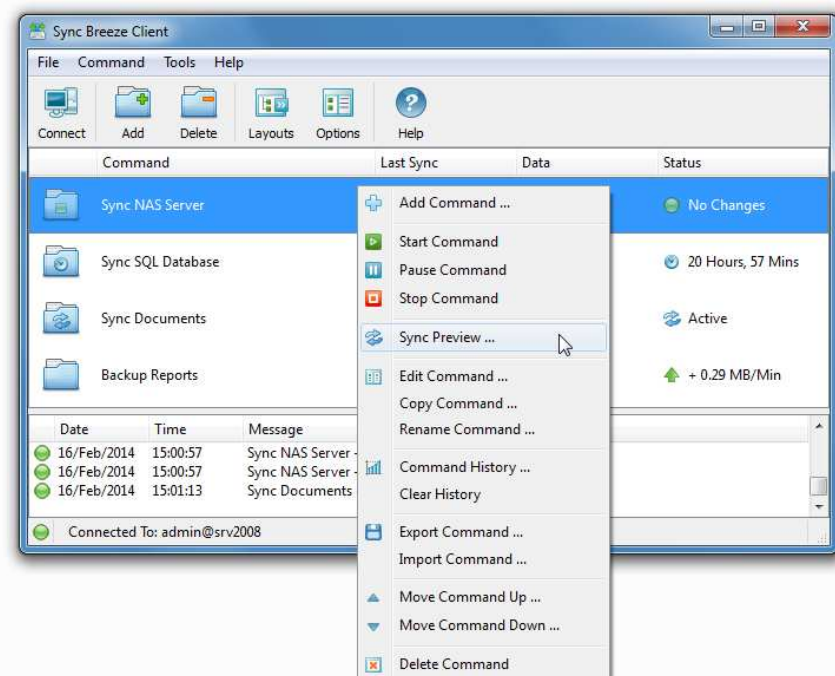 Sync Breeze Client
File Command Tools Help
Connect Add Delete Layouts Options Help
Command Last Sync Data Status
Sync NAS Server No Changes
Sync SQL Database 20 Hours, 57 Mins
Sync Documents Active
Backup Reports + 0.29 MB/Min
Add Command ...
Start Command
Pause Command
Stop Command
Sync Preview ...
Edit Command ...
Copy Command ...
Rename Command ...
Command History ...
Clear History
Export Command ...
Import Command ...
Move Command Up ...
Move Command Down ...
Delete Command
Date Time Message
16/Feb/2014 15:00:57 Sync NAS Server -
16/Feb/2014 15:00:57 Sync NAS Server -
16/Feb/2014 15:01:13 Sync Documents
Connected To: admin@srv2008